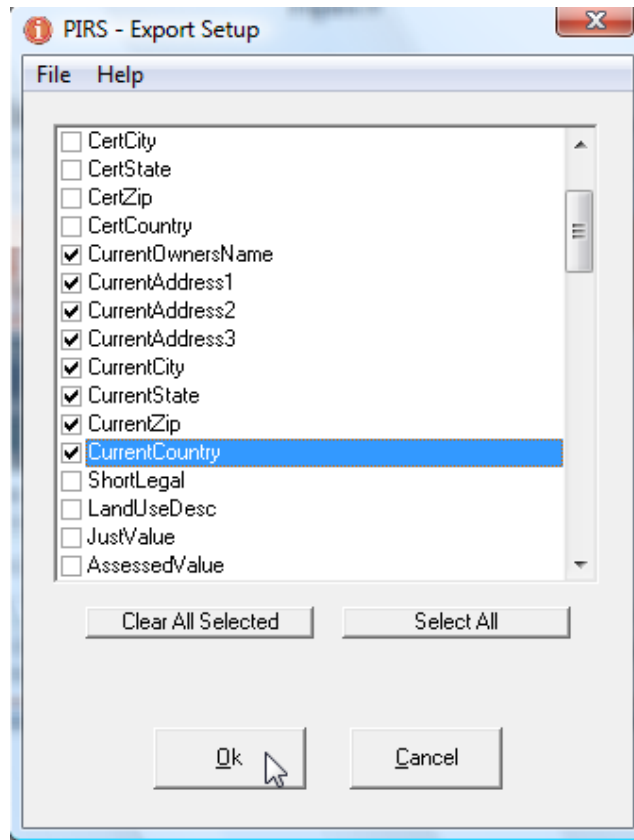 PIRS - Export Setup
File Help
CertCity
CertState
CertZip
CertCountry
CurrentOwnersName
CurrentAddress1
CurrentAddress2
CurrentAddress3
CurrentCity
CurrentState
CurrentZip
CurrentCountry
ShortLegal
LandUseDesc
JustValue
AssessedValue
Clear All Selected Select All
Ok Cancel